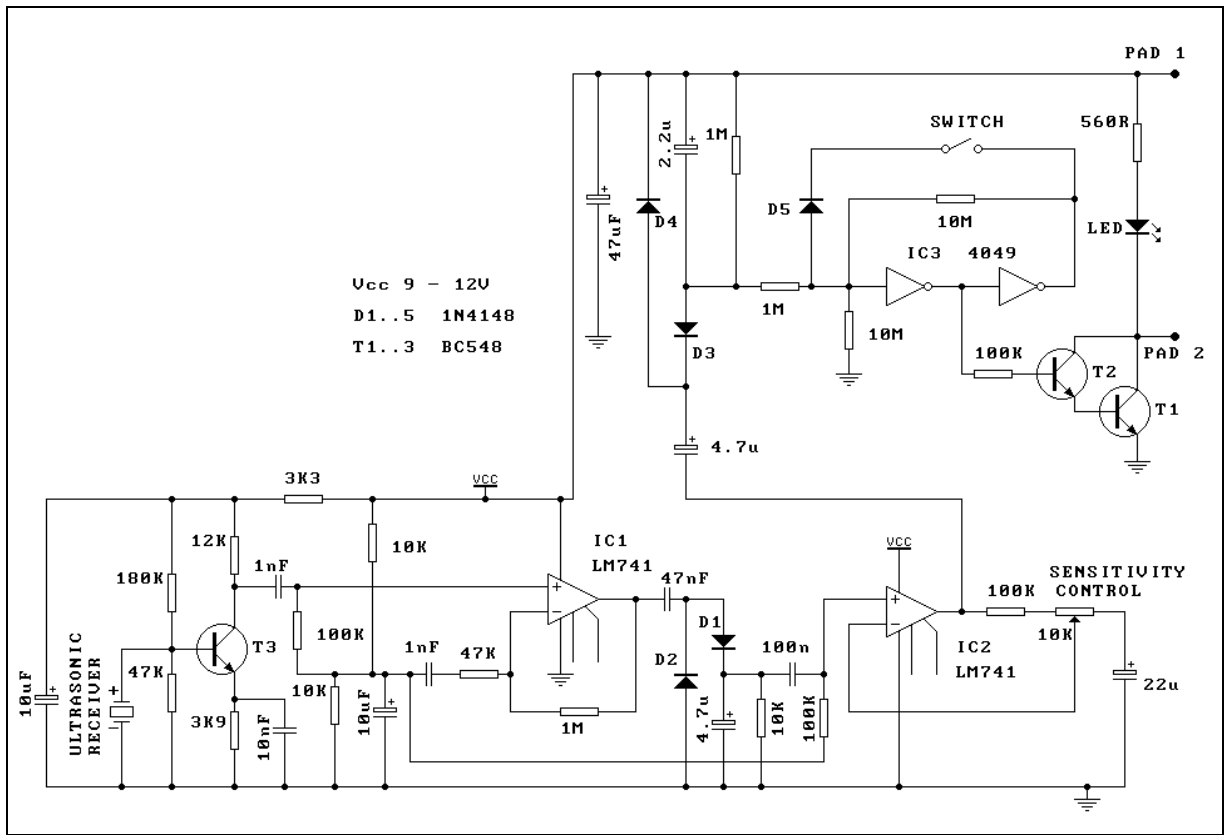 PAD 1
560R
SWITCH
1M
2.2u
+
+
47uF
D4
D5
10M
LED
IC3 4049
Vcc 9 - 12V
D1..5 1N4148
T1..3 BC548
1M
10M
D3
100K
PAD 2
T2
T1
+
4.7u
3K3
VCC
12K
10K
IC1
LM741
VCC
1nF
47nF
SENSITIVITY
CONTROL
180K
+
-
100K
10K
+
-
D1
100n
IC2
LM741
T3
100K
1nF
47K
D2
47K
+
10uF
ULTRASONIC
RECEIVER
+
-
3K9
10nF
10K
10uF
+
1M
4.7u
+
10K
100K
+
22u